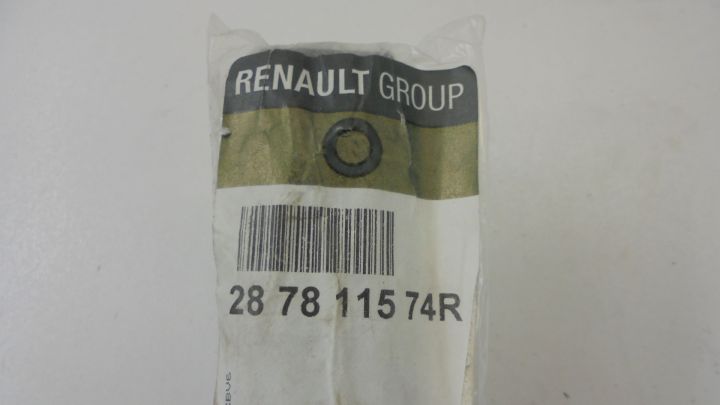 RENAULT GROUP
28 78 115 74R